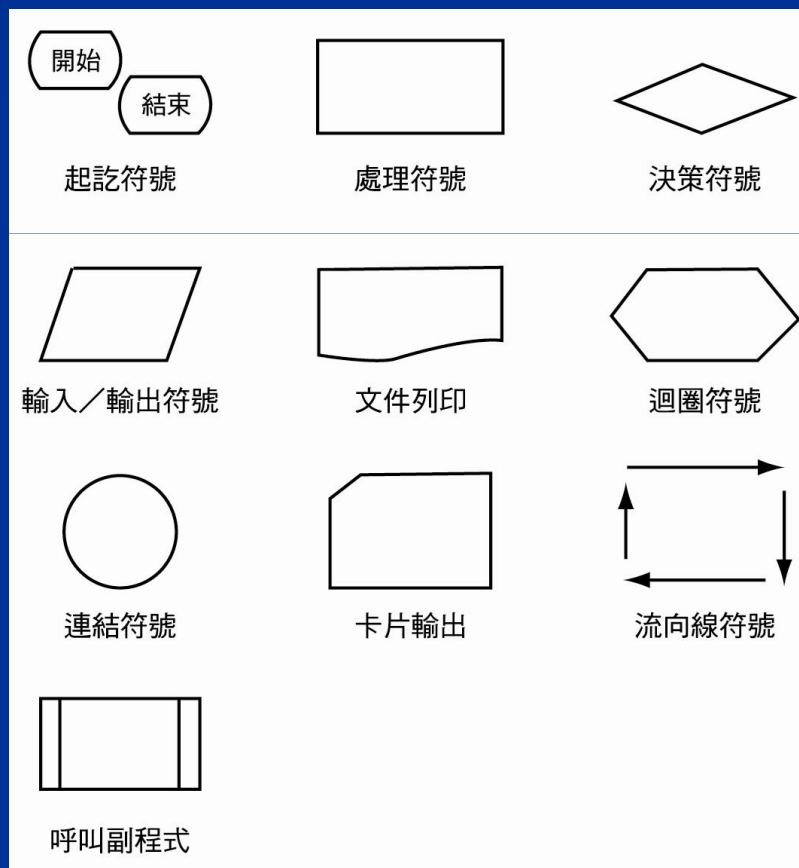 開始
結束
起訖符號
處理符號
決策符號
輸入／輸出符號
文件列印
迴圈符號
連結符號
卡片輸出
流向線符號
呼叫副程式